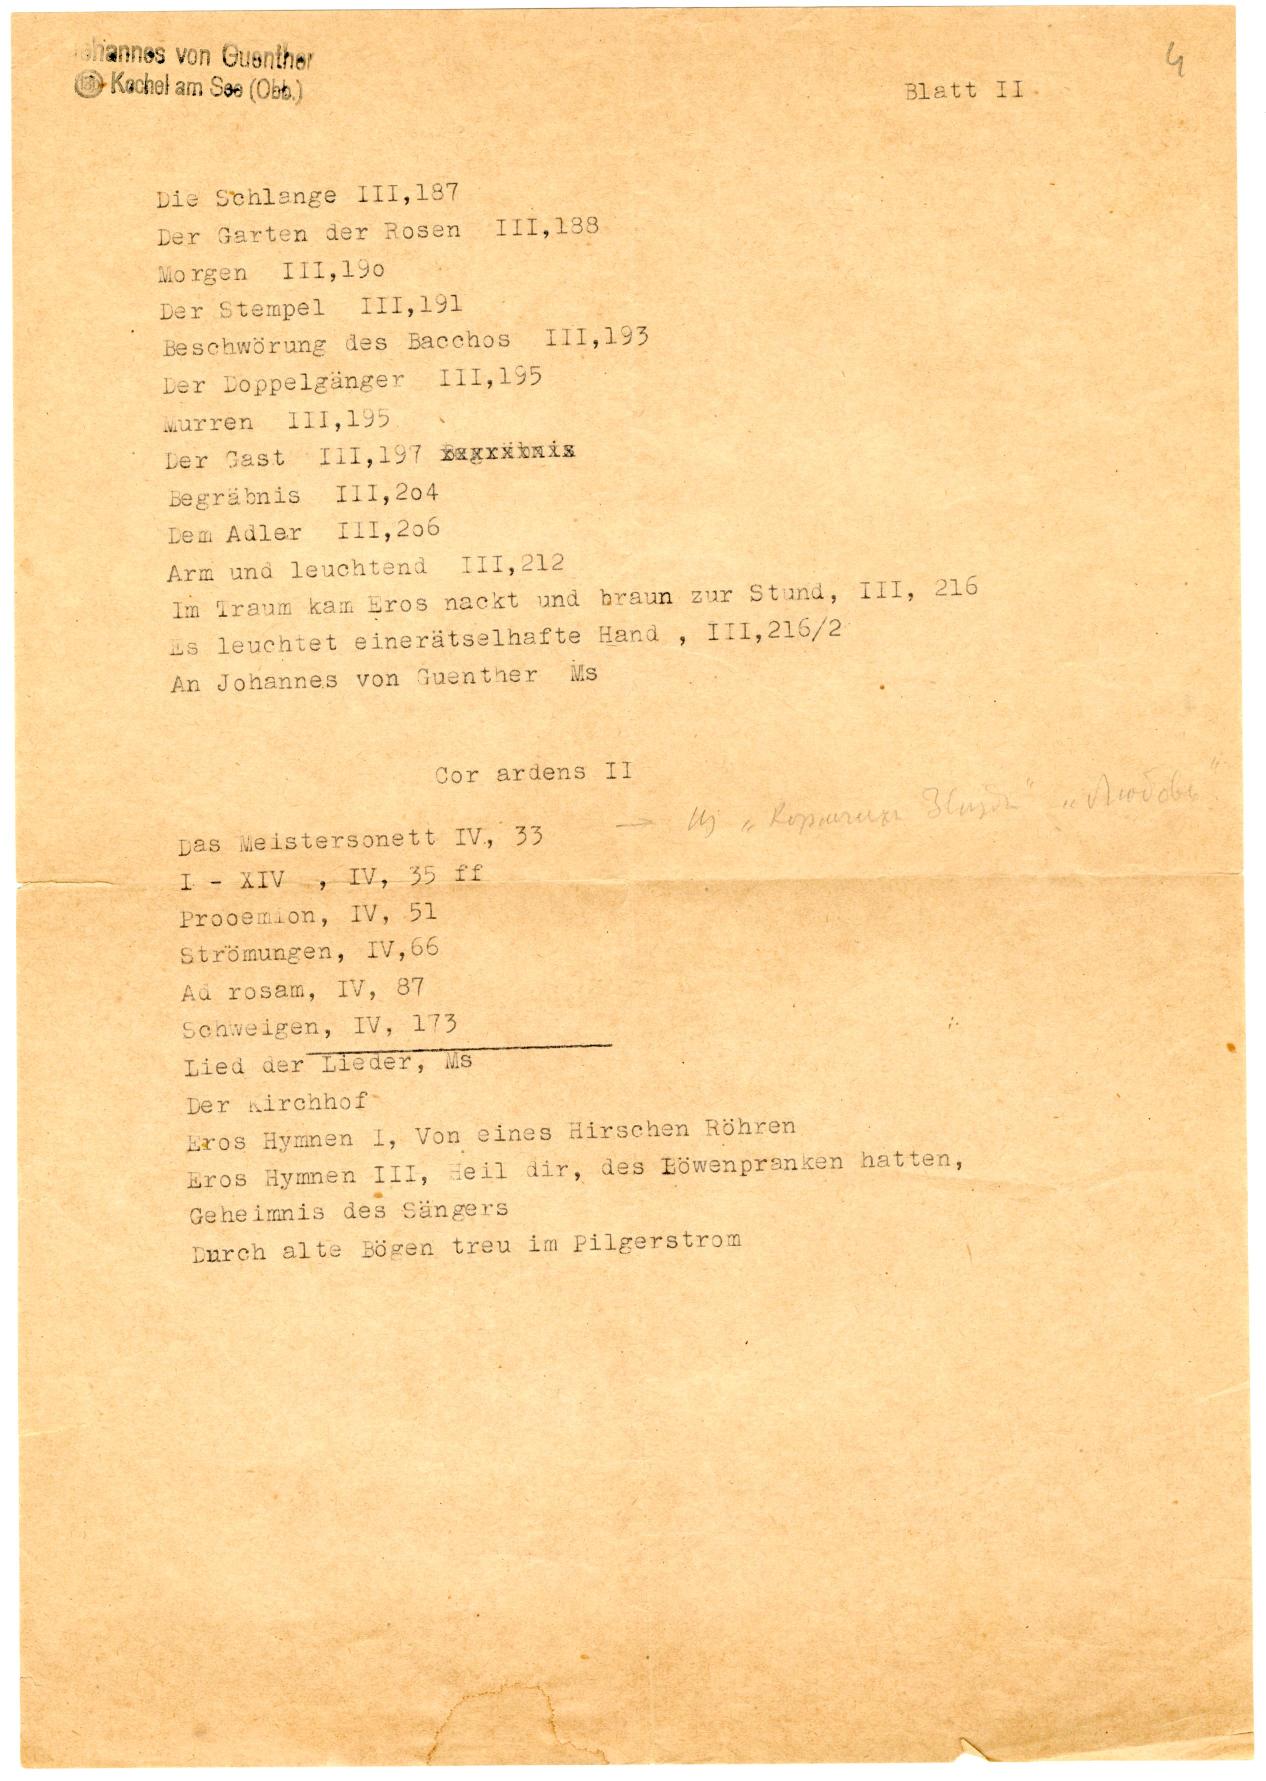 Johannes von Guenther
Kochel am See (Obb.)
4
Blatt II
Die Schlange III,187
Der Garten der Rosen III,188
Morgen III,19o
Der Stempel III,191
Beschwörung des Bacchos III,193
Der Doppelgänger III,195
Murren III,195
Der Gast III,197 Begräbnis
Begräbnis III,2o4
Dem Adler III,2o6
Arm und leuchtend III,212
Im Traum kam Eros nackt und braun zur Stund, III, 216
Es leuchtet einerätselhafte Hand , III,216/2
An Johannes von Guenther Ms
Cor ardens II
Das Meistersonett IV., 33 → Из „Кормчих Звезд" „Любовь"
I - XIV , IV, 35 ff
Prooemion, IV, 51
Strömungen, IV,66
Ad rosam, IV, 87
Schweigen, IV, 173
Lied der Lieder, Ms
Der Kirchhof
Eros Hymnen I, Von eines Hirschen Röhren
Eros Hymnen III, Heil dir, des Löwenpranken hatten,
Geheimnis des Sängers
Durch alte Bögen treu im Pilgerstrom